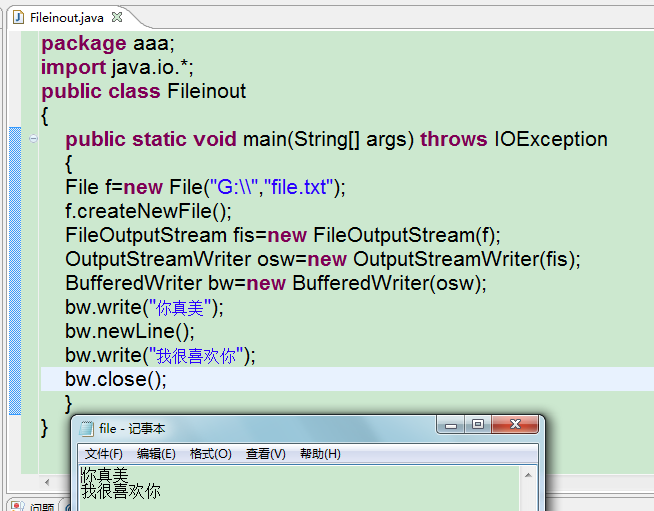 Fileinout.java
package aaa;
import java.io.*;
public class Fileinout
{
public static void main(String[] args) throws IOException
{
File f=new File("G:\\","file.txt");
f.createNewFile();
FileOutputStream fis=new FileOutputStream(f);
OutputStreamWriter osw=new OutputStreamWriter(fis);
BufferedWriter bw=new BufferedWriter(osw);
bw.write("你真美");
bw.newLine();
bw.write("我很喜欢你");
bw.close();
}
}
file - 记事本
文件(F) 编辑(E) 格式(O) 查看(V) 帮助(H)
你真美
我很喜欢你
问题